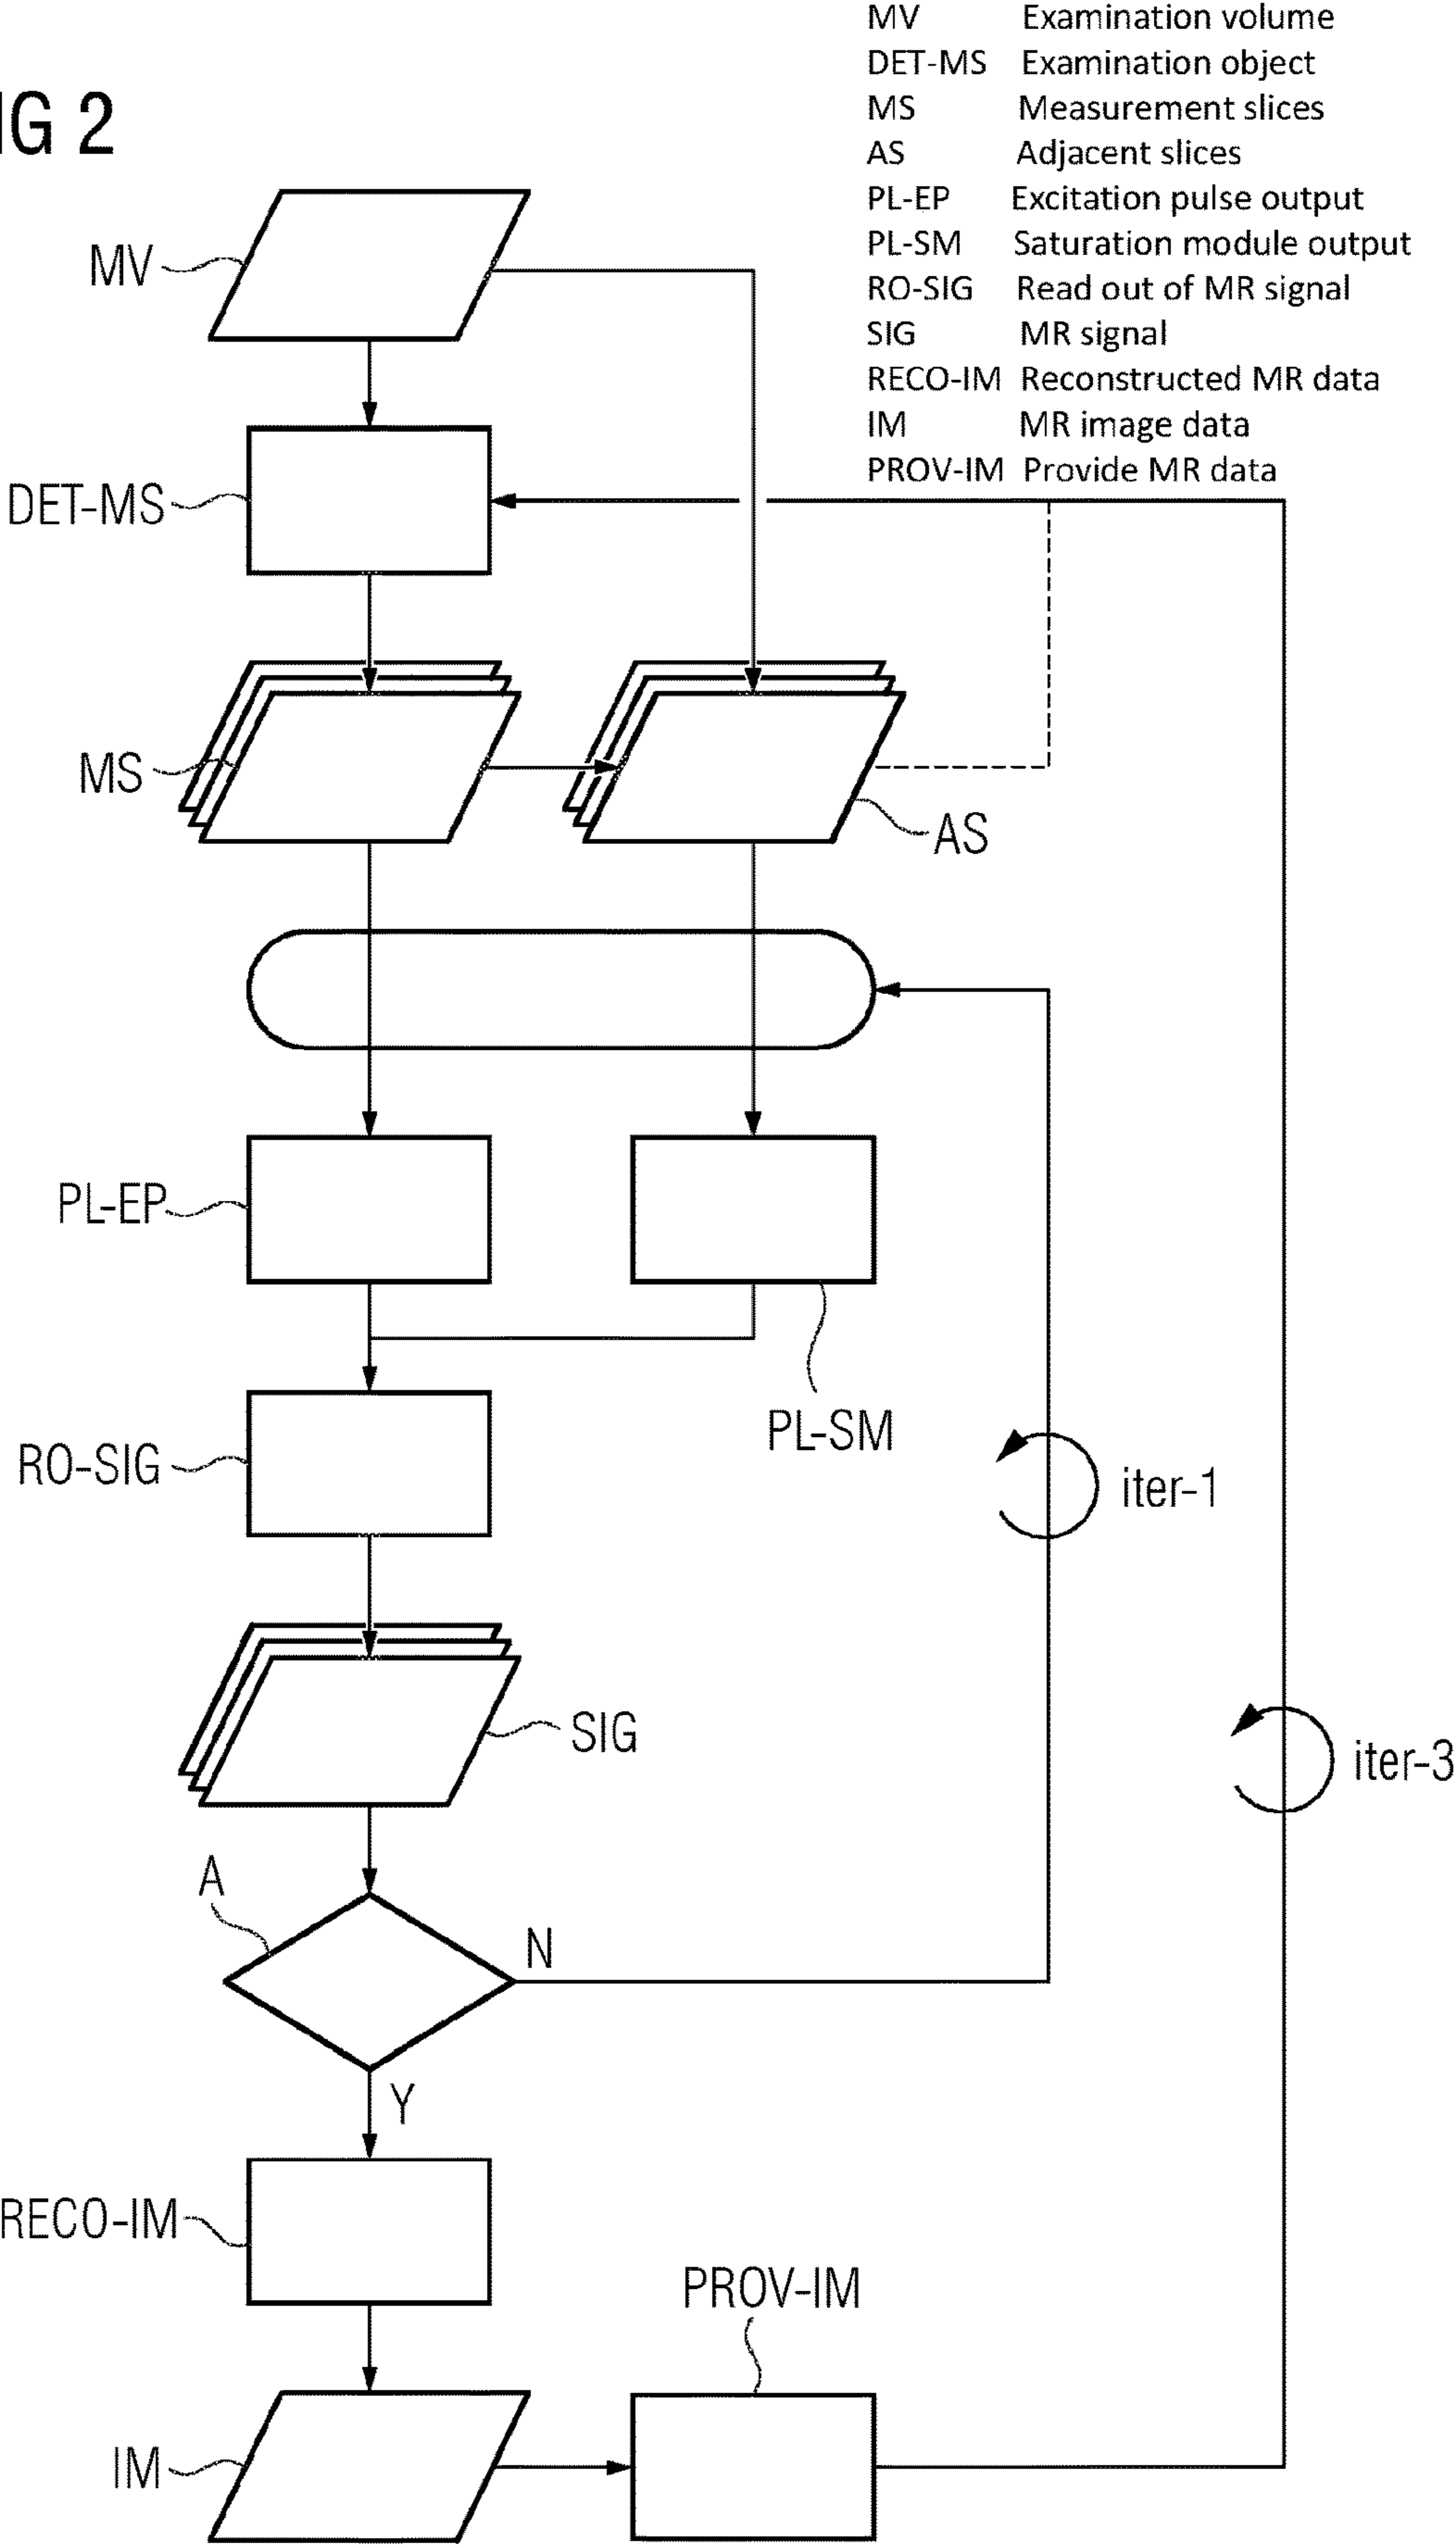 MV Examination volume
DET-MS Examination object
MS Measurement slices
AS Adjacent slices
PL-EP Excitation pulse output
PL-SM Saturation module output
RO-SIG Read out of MR signal
SIG MR signal
RECO-IM Reconstructed MR data
IM MR image data
PROV-IM Provide MR data
IG 2
MV
DET-MS
MS
AS
PL-EP
PL-SM
RO-SIG
iter-1
SIG
iter-3
A
N
Y
RECO-IM
PROV-IM
IM